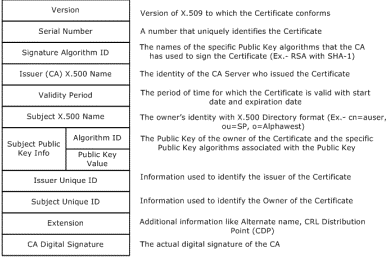 Version
Version of X.509 to which the Certificate conforms
Serial Number
A number that uniquely identifies the Certificate
Signature Algorithm ID
The names of the specific Public Key algorithms that the CA
has used to sign the Certificate (Ex.- RSA with SHA-1)
Issuer (CA) X.500 Name
The identity of the CA Server who issued the Certificate
Validity Period
The period of time for which the Certificate is valid with start
date and expiration date
Subject X.500 Name
The owner's identity with X.500 Directory format (Ex.- cn=auser,
ou=SP, o=Alphawest)
Subject Public
Key Info
Algorithm ID
Public Key
Value
The Public Key of the owner of the Certificate and the specific
Public Key algorithms associated with the Public Key
Issuer Unique ID
Information used to identify the issuer of the Certificate
Subject Unique ID
Information used to identify the Owner of the Certificate
Extension
Additional information like Alternate name, CRL Distribution
Point (CDP)
CA Digital Signature
The actual digital signature of the CA